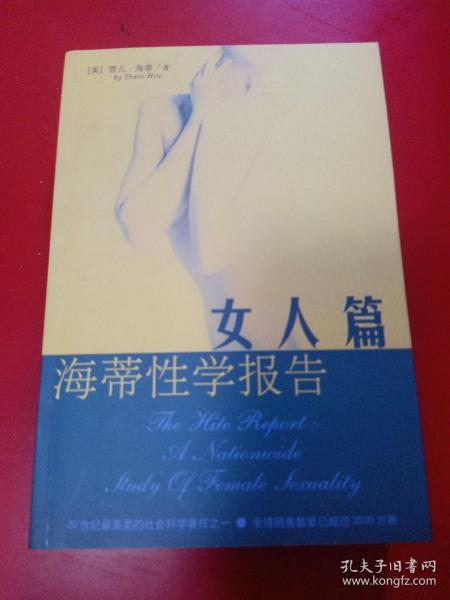 [美] 雪儿·海蒂/著
by Share Hite
女人篇
海蒂性学报告
The Hite Report:
A Nationwide
Study Of Female Sexuality
20世纪最重要的社会科学著作之一 ● 全球销售数量已超过3500万册
孔夫子旧书网
www.kongfz.com